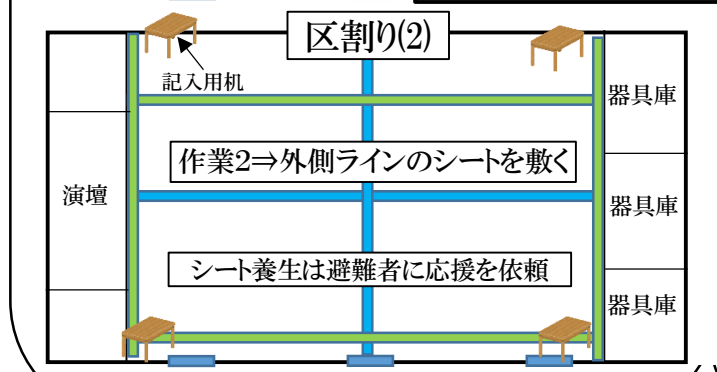 区割り(2)
記入用机
器具庫
作業2⇒外側ラインのシートを敷く
演壇
器具庫
シート養生は避難者に応援を依頼
器具庫